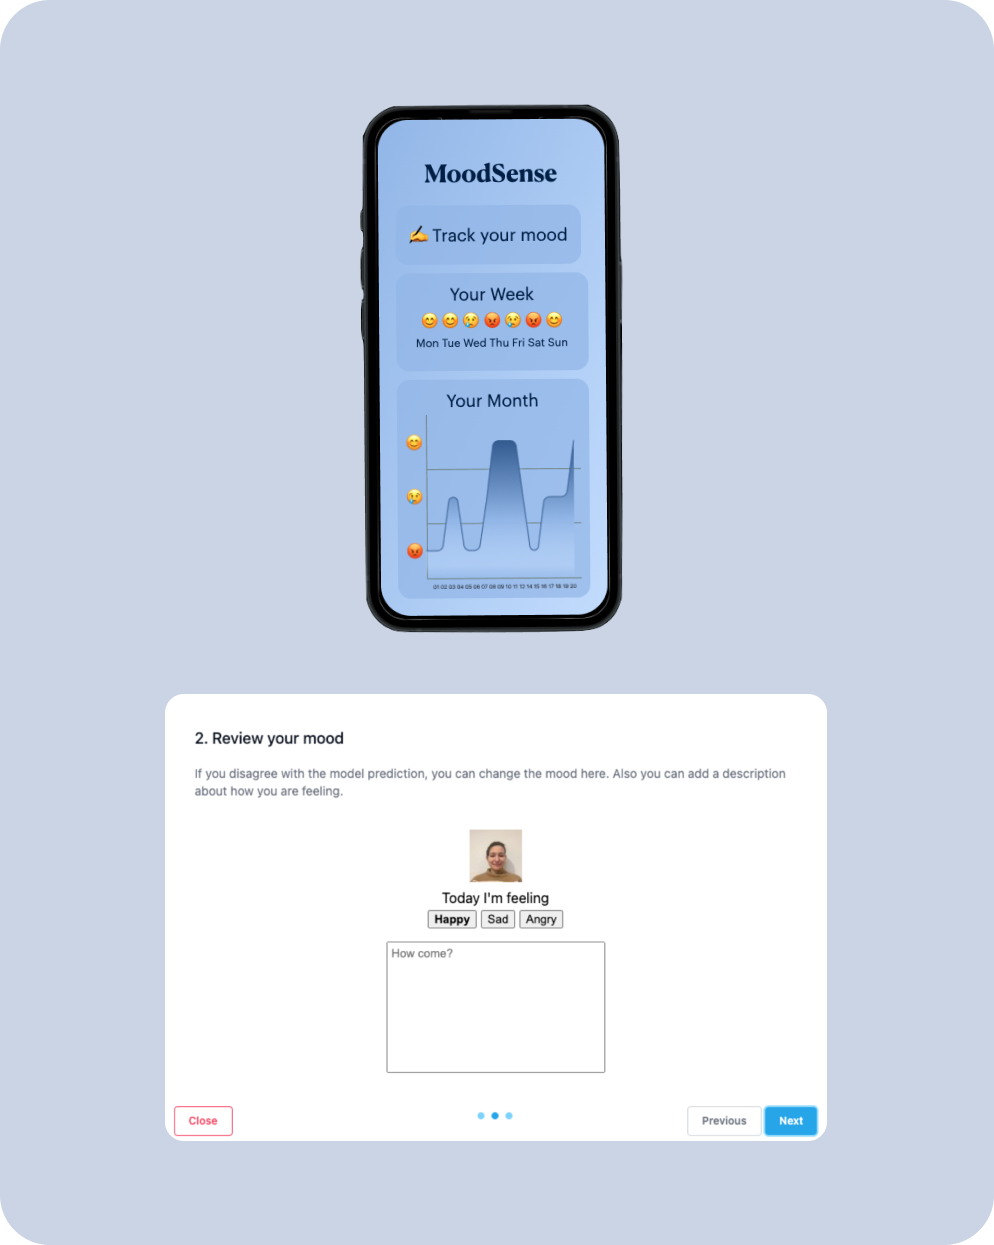 MoodSense
✍️ Track your mood
Your Week
😊 😊 😢 😡 😢 😡 😊
Mon Tue Wed Thu Fri Sat Sun
Your Month
😊
😢
😡
01 02 03 04 05 06 07 08 09 10 11 12 14 15 16 17 18 19 20
2. Review your mood
If you disagree with the model prediction, you can change the mood here. Also you can add a description
about how you are feeling.
Today I'm feeling
Happy Sad Angry
How come?
Close Previous Next